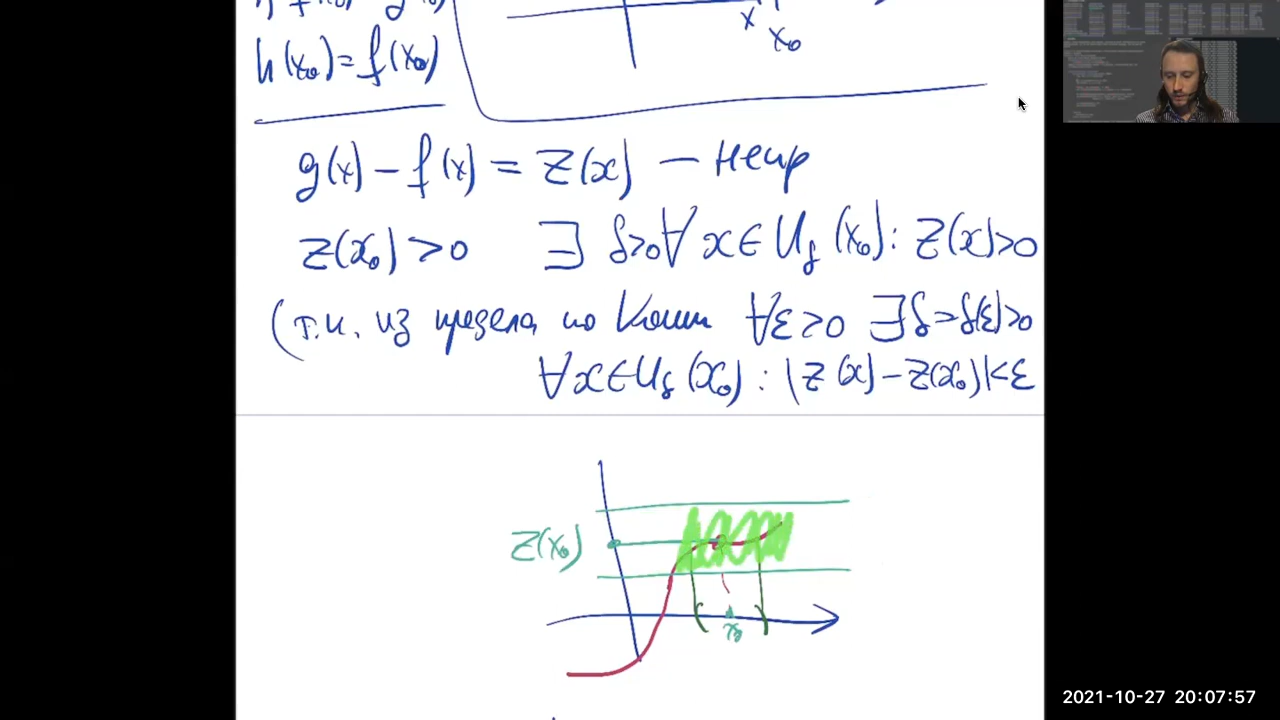 h(x₀)=f(x₀)
x
x₀
g(x) − f(x) = Z(x) — непр
Z(x₀) > 0 ∃ δ>0 ∀ x ∈ U_δ(x₀): Z(x)>0
(т.к. из предела по Коши ∀ε>0 ∃δ=δ(ε)>0
∀x∈U_δ(x₀) : |Z(x)−Z(x₀)|<ε
Z(x₀)
x₀
2021-10-27 20:07:57